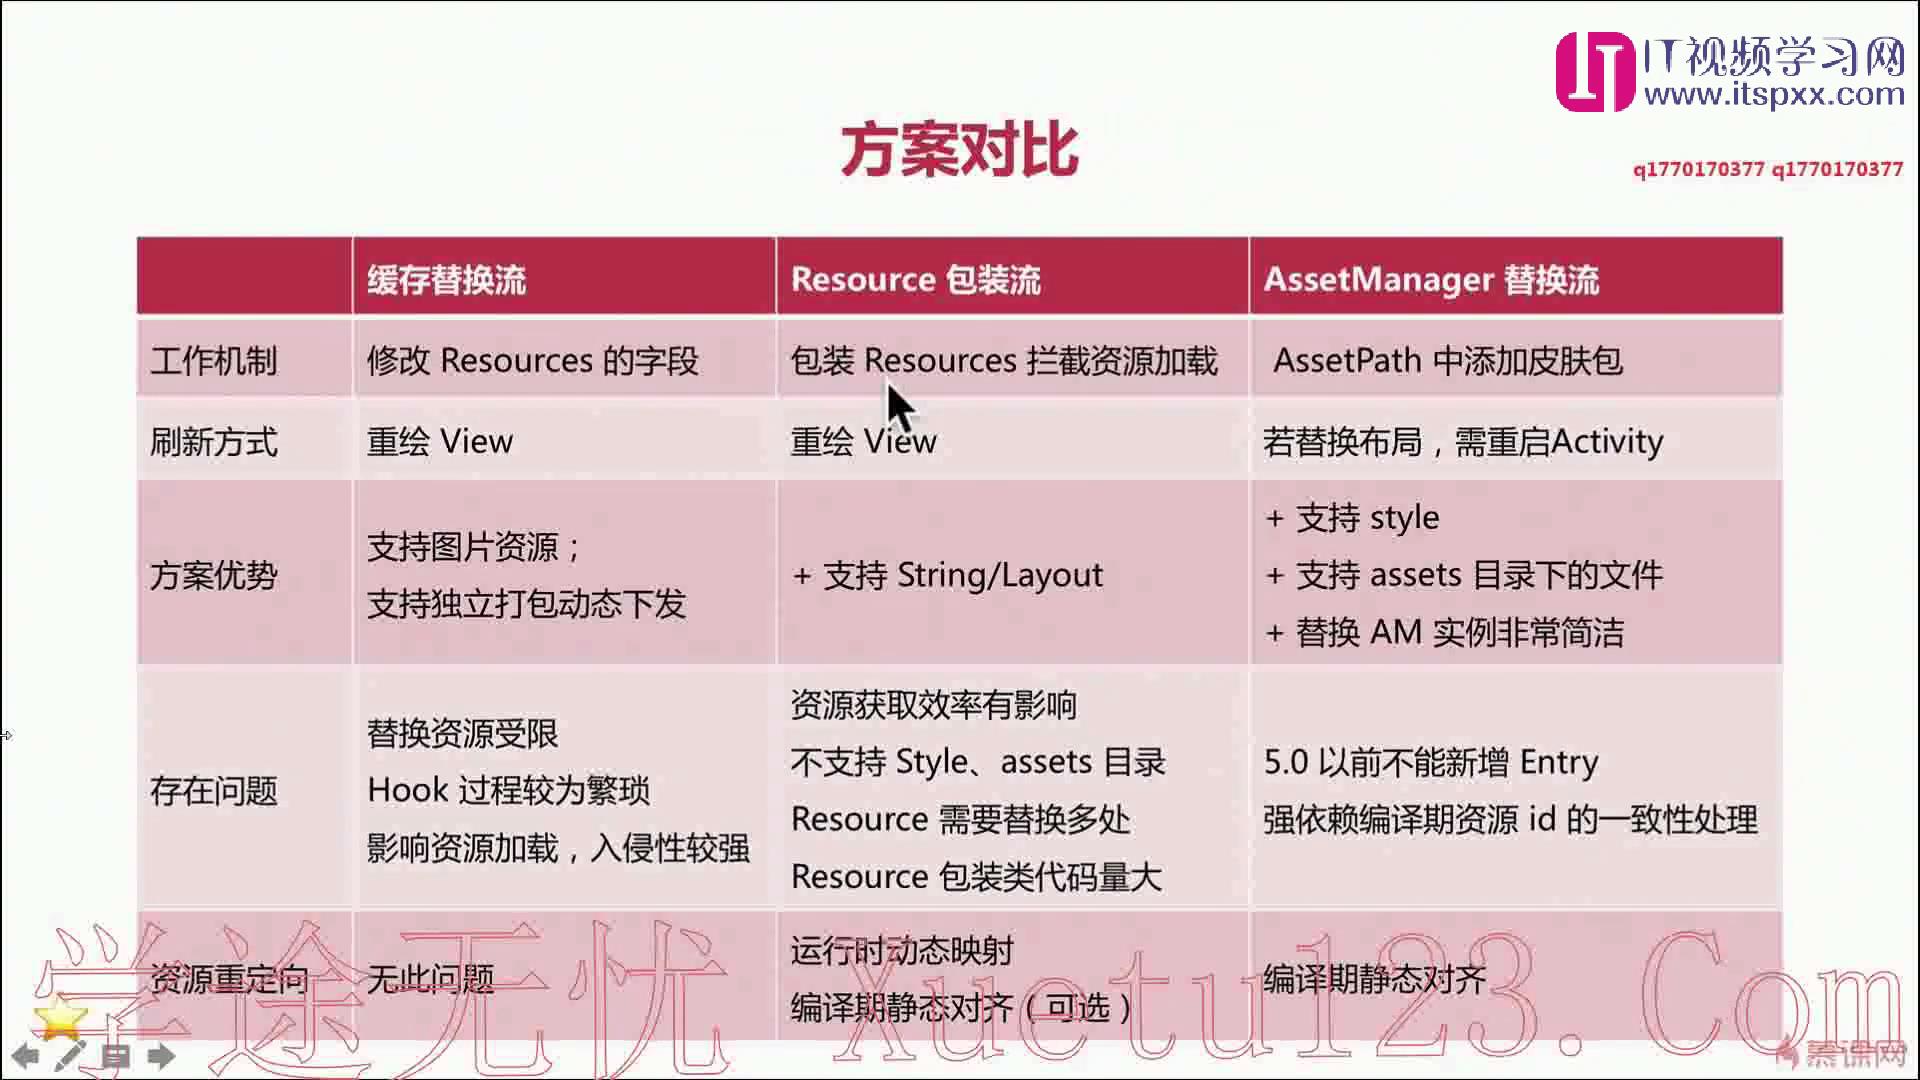 IT视频学习网
www.itspxx.com
方案对比
q1770170377 q1770170377
缓存替换流
Resource 包装流
AssetManager 替换流
工作机制
修改 Resources 的字段
包装 Resources 拦截资源加载
AssetPath 中添加皮肤包
刷新方式
重绘 View
重绘 View
若替换布局，需重启Activity
方案优势
支持图片资源；
支持独立打包动态下发
+ 支持 String/Layout
+ 支持 style
+ 支持 assets 目录下的文件
+ 替换 AM 实例非常简洁
存在问题
替换资源受限
Hook 过程较为繁琐
影响资源加载，入侵性较强
资源获取效率有影响
不支持 Style、assets 目录
Resource 需要替换多处
Resource 包装类代码量大
5.0 以前不能新增 Entry
强依赖编译期资源 id 的一致性处理
资源重定向
无此问题
运行时动态映射
编译期静态对齐（可选）
编译期静态对齐
学途无忧 Xuetu123.Com
慕课网